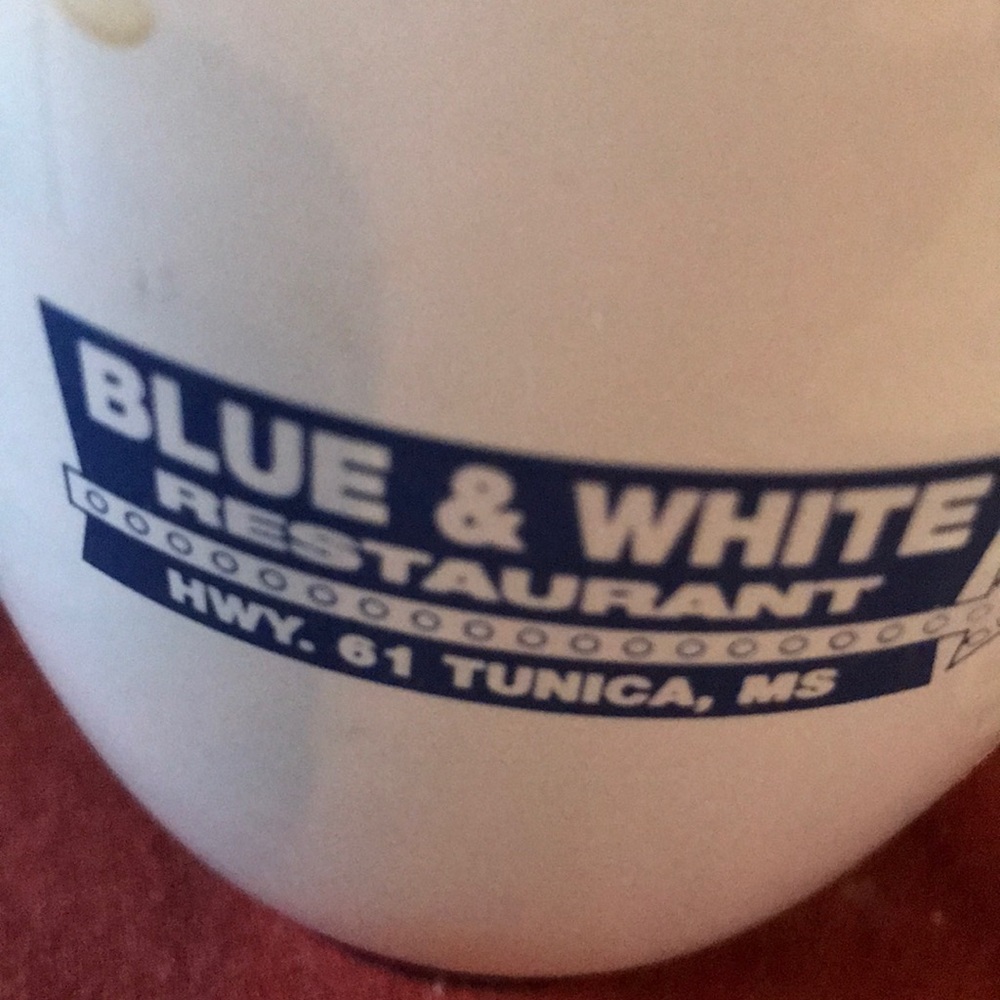 BLUE & WHITE
RESTAURANT
HWY. 61 TUNICA, MS